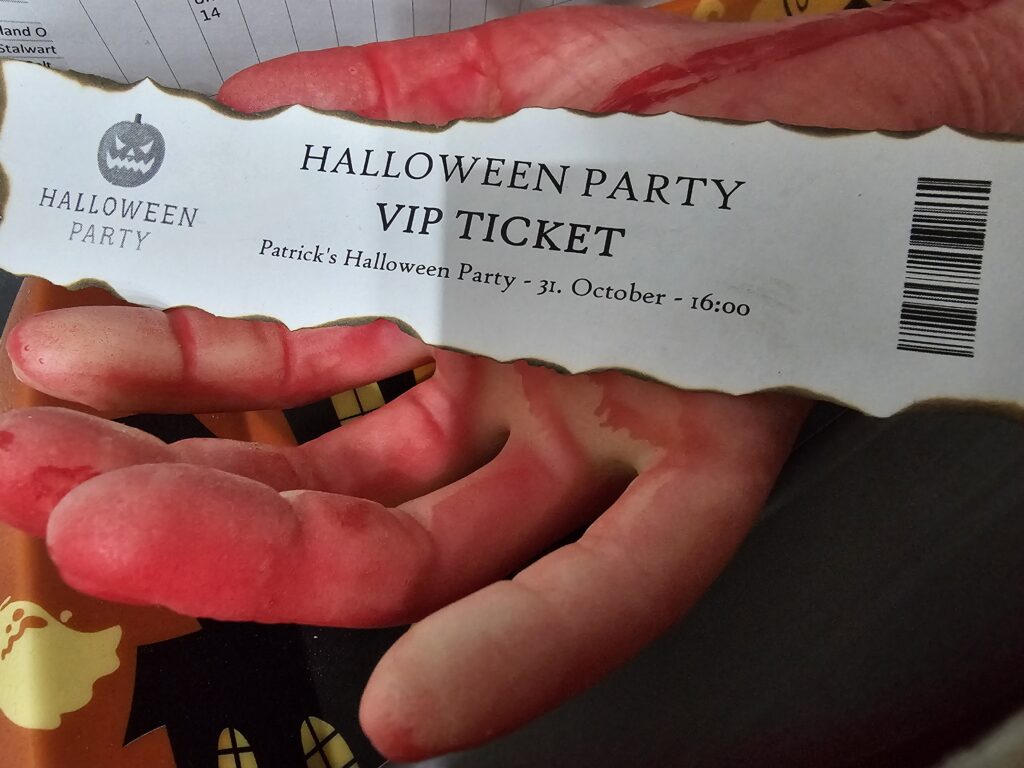 14
land O
Stalwart
HALLOWEEN
PARTY
HALLOWEEN PARTY
VIP TICKET
Patrick's Halloween Party - 31. October - 16:00